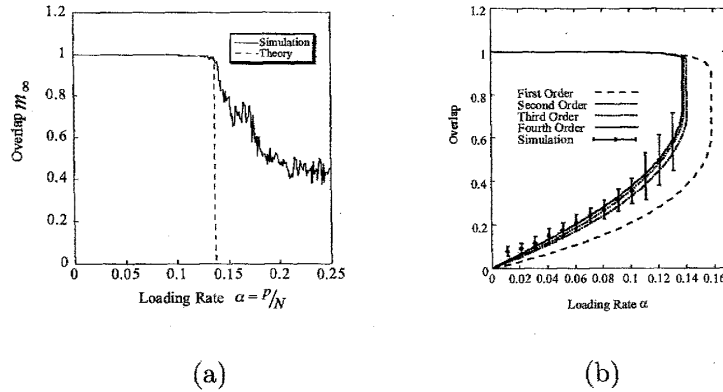 1.2
1
0.8
0.6
0.4
0.2
0
Overlap m∞
Simulation
Theory
0 0.05 0.1 0.15 0.2 0.25
Loading Rate α = p/N
(a)
1
0.8
0.6
0.4
0.2
0
Overlap
First Order
Second Order
Third Order
Fourth Order
Simulation
0 0.02 0.04 0.06 0.08 0.1 0.12 0.14 0.16
Loading Rate α
(b)